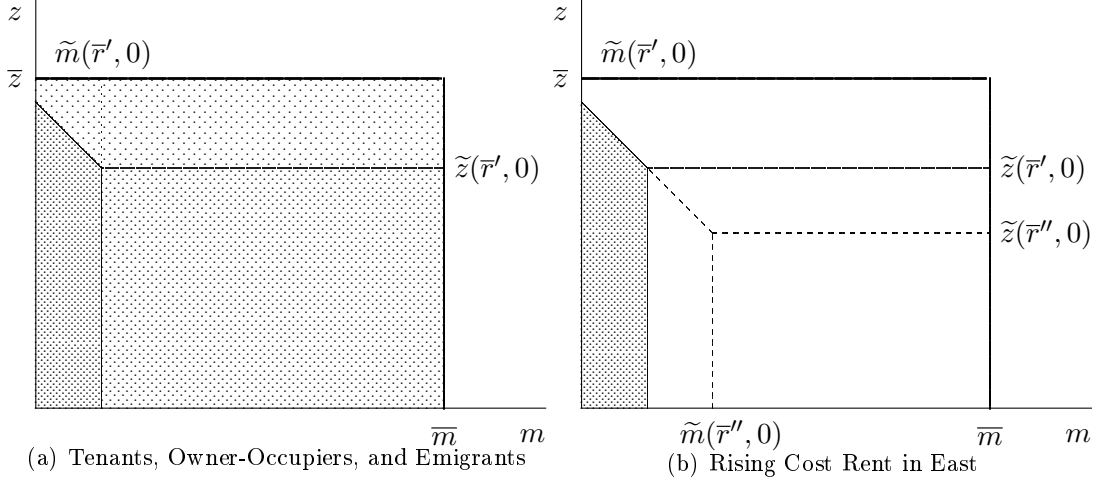 z
z̅
m̃(r̅′, 0)
z̃(r̅′, 0)
m̅
m
(a) Tenants, Owner-Occupiers, and Emigrants
z
z̅
m̃(r̅′, 0)
z̃(r̅′, 0)
z̃(r̅″, 0)
m̃(r̅″, 0)
m̅
m
(b) Rising Cost Rent in East